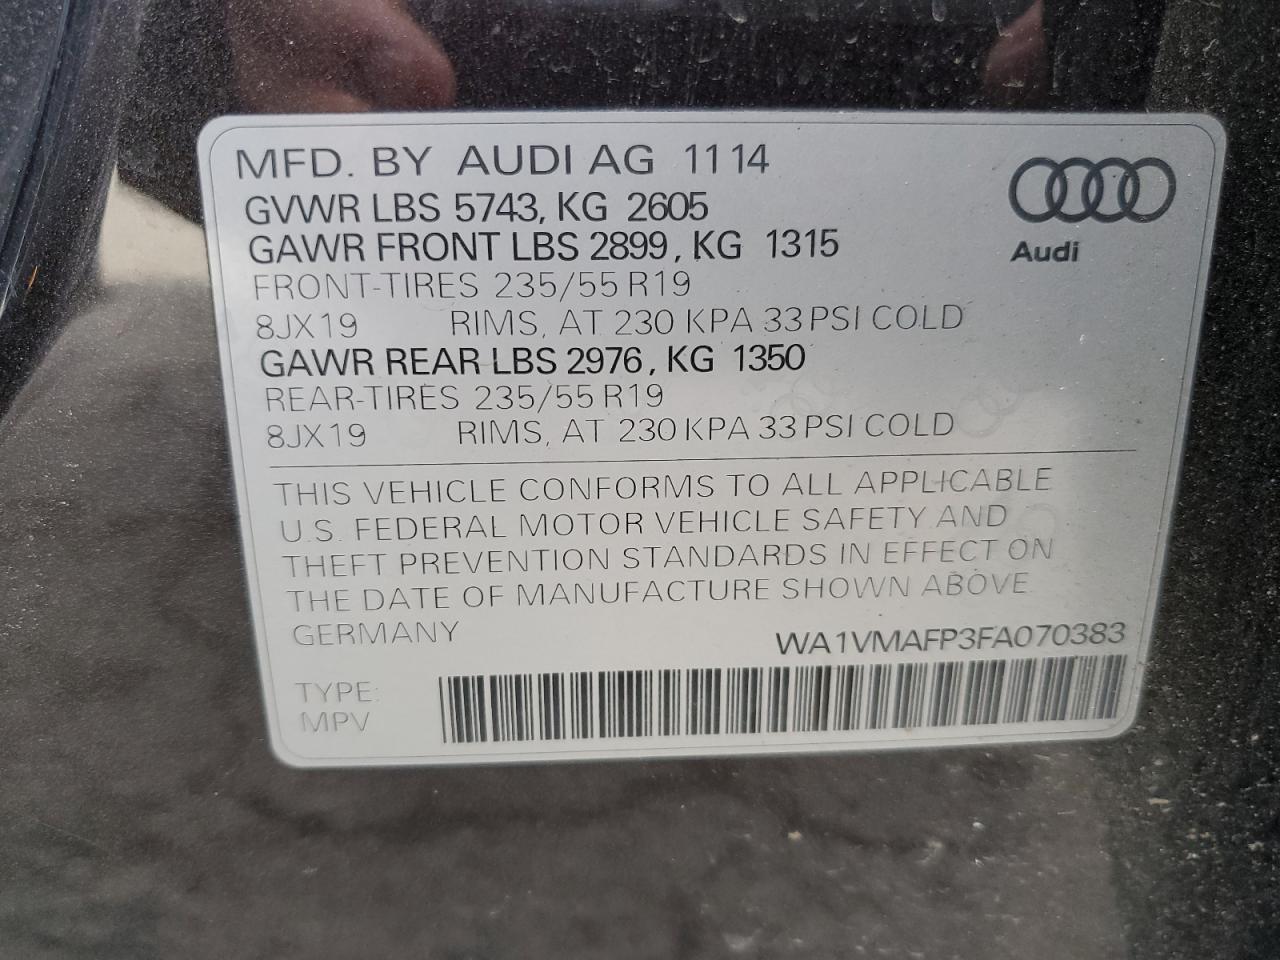 MFD. BY AUDI AG 11 14
GVWR LBS 5743, KG 2605
GAWR FRONT LBS 2899, KG 1315
FRONT-TIRES 235/55 R19
8JX19 RIMS, AT 230 KPA 33 PSI COLD
GAWR REAR LBS 2976, KG 1350
REAR-TIRES 235/55 R19
8JX19 RIMS, AT 230 KPA 33 PSI COLD
Audi
THIS VEHICLE CONFORMS TO ALL APPLICABLE
U.S. FEDERAL MOTOR VEHICLE SAFETY AND
THEFT PREVENTION STANDARDS IN EFFECT ON
THE DATE OF MANUFACTURE SHOWN ABOVE
GERMANY WA1VMAFP3FA070383
TYPE:
MPV